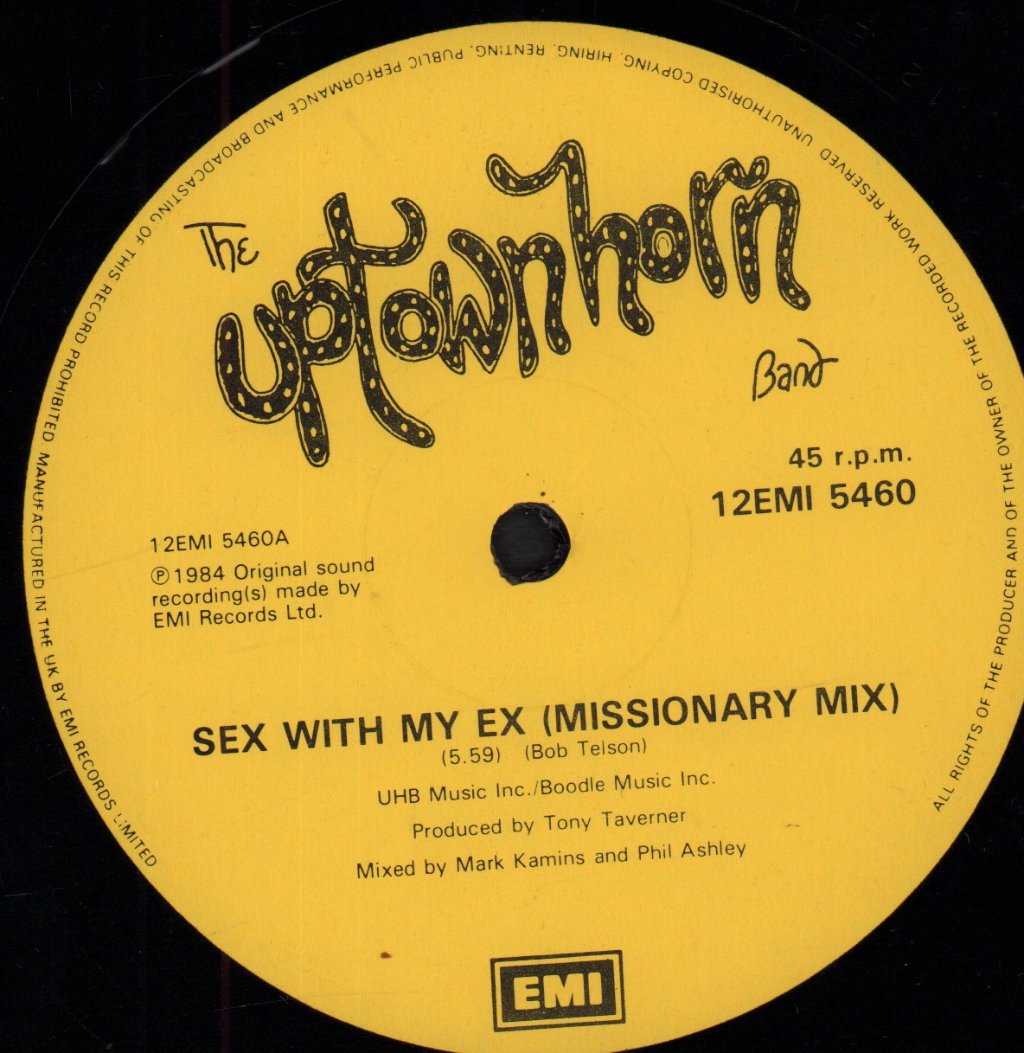 The
uptownhorn
Band
45 r.p.m.
12EMI 5460
12EMI 5460A
Ⓟ1984 Original sound
recording(s) made by
EMI Records Ltd.
SEX WITH MY EX (MISSIONARY MIX)
(5.59) (Bob Telson)
UHB Music Inc./Boodle Music Inc.
Produced by Tony Taverner
Mixed by Mark Kamins and Phil Ashley
EMI
ALL RIGHTS OF THE PRODUCER AND OF THE OWNER OF THE RECORDED WORK RESERVED UNAUTHORISED COPYING, HIRING, RENTING, PUBLIC PERFORMANCE AND BROADCASTING OF THIS RECORD PROHIBITED. MANUFACTURED IN THE UK BY EMI RECORDS LIMITED